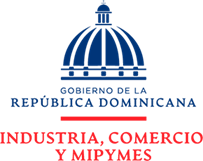 GOBIERNO DE LA
REPÚBLICA DOMINICANA
INDUSTRIA, COMERCIO
Y MIPYMES